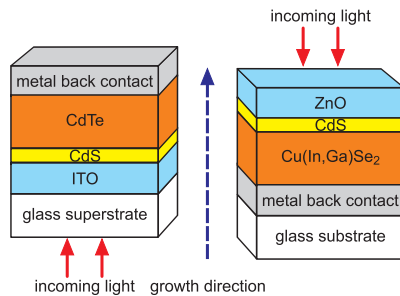 metal back contact
CdTe
CdS
ITO
glass superstrate
incoming light
growth direction
incoming light
ZnO
CdS
Cu(In,Ga)Se₂
metal back contact
glass substrate